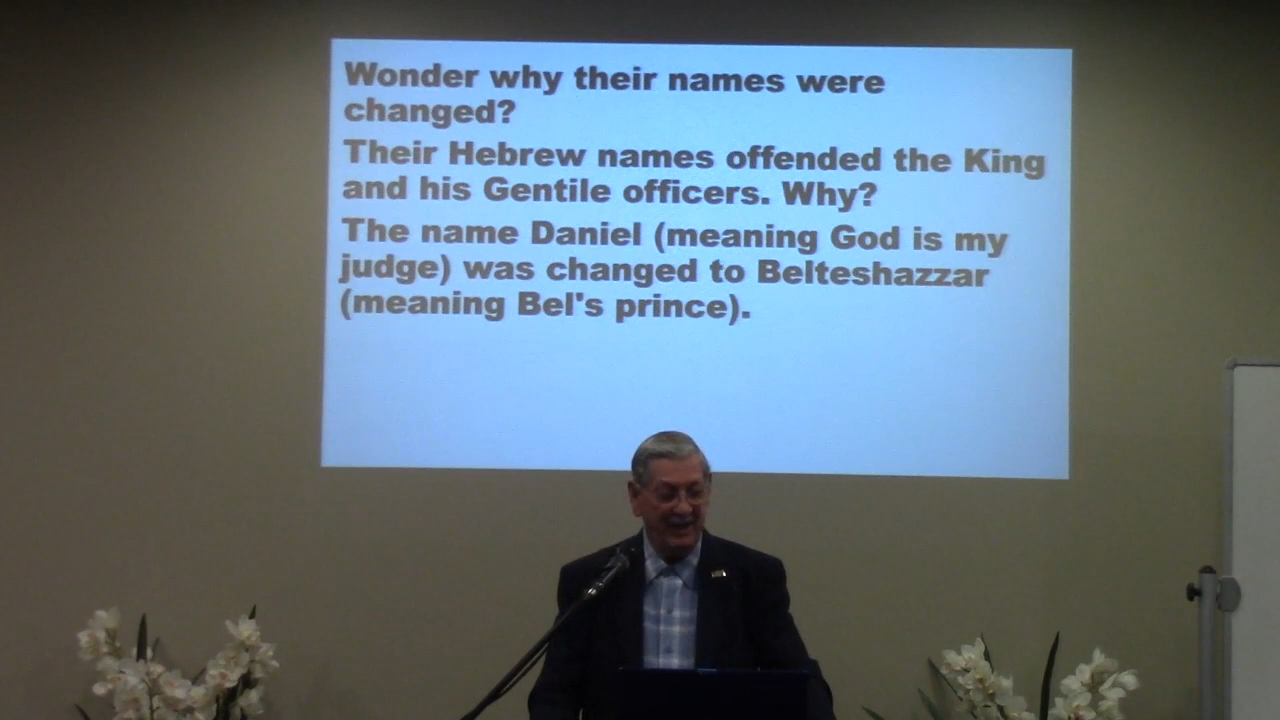 Wonder why their names were
changed?
Their Hebrew names offended the King
and his Gentile officers. Why?
The name Daniel (meaning God is my
judge) was changed to Belteshazzar
(meaning Bel's prince).